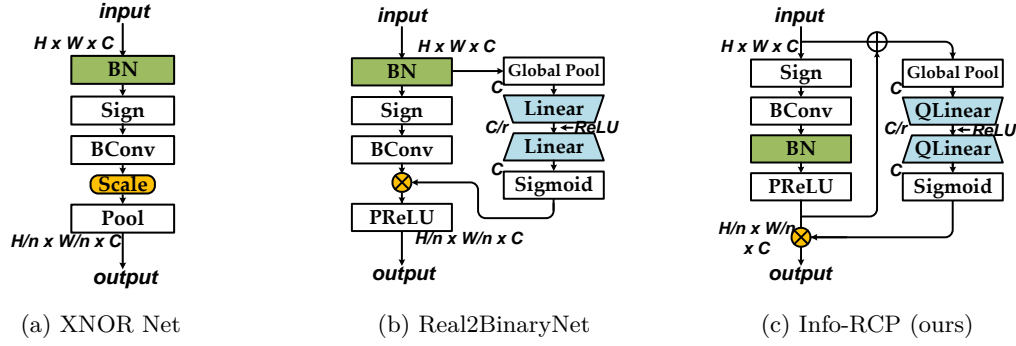 input
H x W x C
BN
Sign
BConv
Scale
Pool
H/n x W/n x C
output
(a) XNOR Net
input
H x W x C
BN
Global Pool
C
Sign
Linear
C/r
ReLU
BConv
Linear
C
Sigmoid
PReLU
H/n x W/n x C
output
(b) Real2BinaryNet
input
H x W x C
Sign
Global Pool
C
BConv
QLinear
C/r
ReLU
BN
QLinear
C
PReLU
Sigmoid
H/n x W/n
x C
output
(c) Info-RCP (ours)